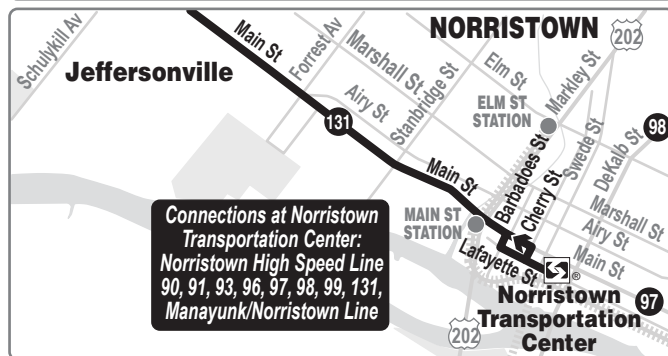 NORRISTOWN
202
Schulykill Av
Main St
Forrest Av
Jeffersonville
Marshall St
Elm St
Markley St
Stanbridge St
ELM ST
STATION
Airy St
131
98
Swede St
DeKalb St
Barbadoes St
Cherry St
Main St
Marshall St
Airy St
Main St
MAIN ST
STATION
Lafayette St
Connections at Norristown
Transportation Center:
Norristown High Speed Line
90, 91, 93, 96, 97, 98, 99, 131,
Manayunk/Norristown Line
®
Norristown
Transportation
Center
97
202